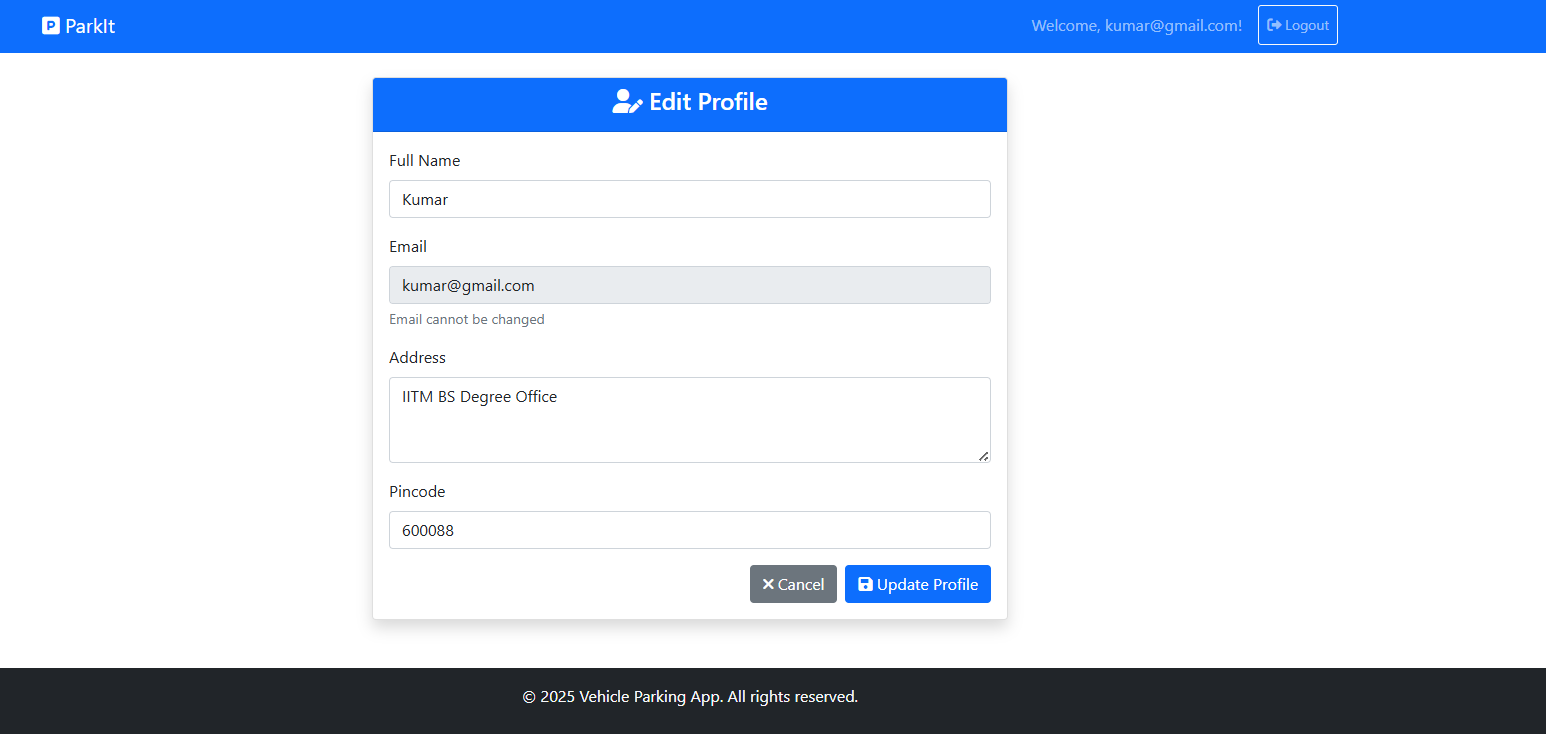 ParkIt
Welcome, kumar@gmail.com!
Logout
Edit Profile
Full Name
Kumar
Email
kumar@gmail.com
Email cannot be changed
Address
IITM BS Degree Office
Pincode
600088
Cancel
Update Profile
© 2025 Vehicle Parking App. All rights reserved.